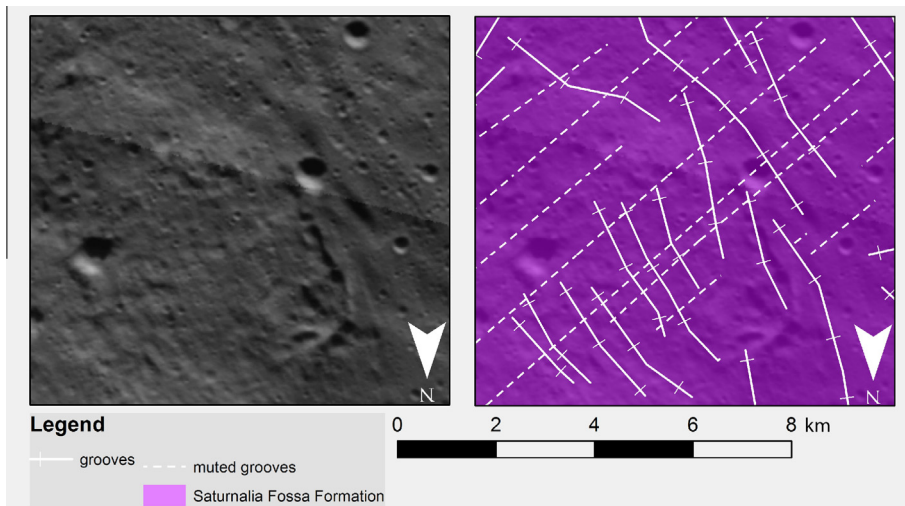 N
N
Legend
grooves
muted grooves
Saturnalia Fossa Formation
0 2 4 6 8 km